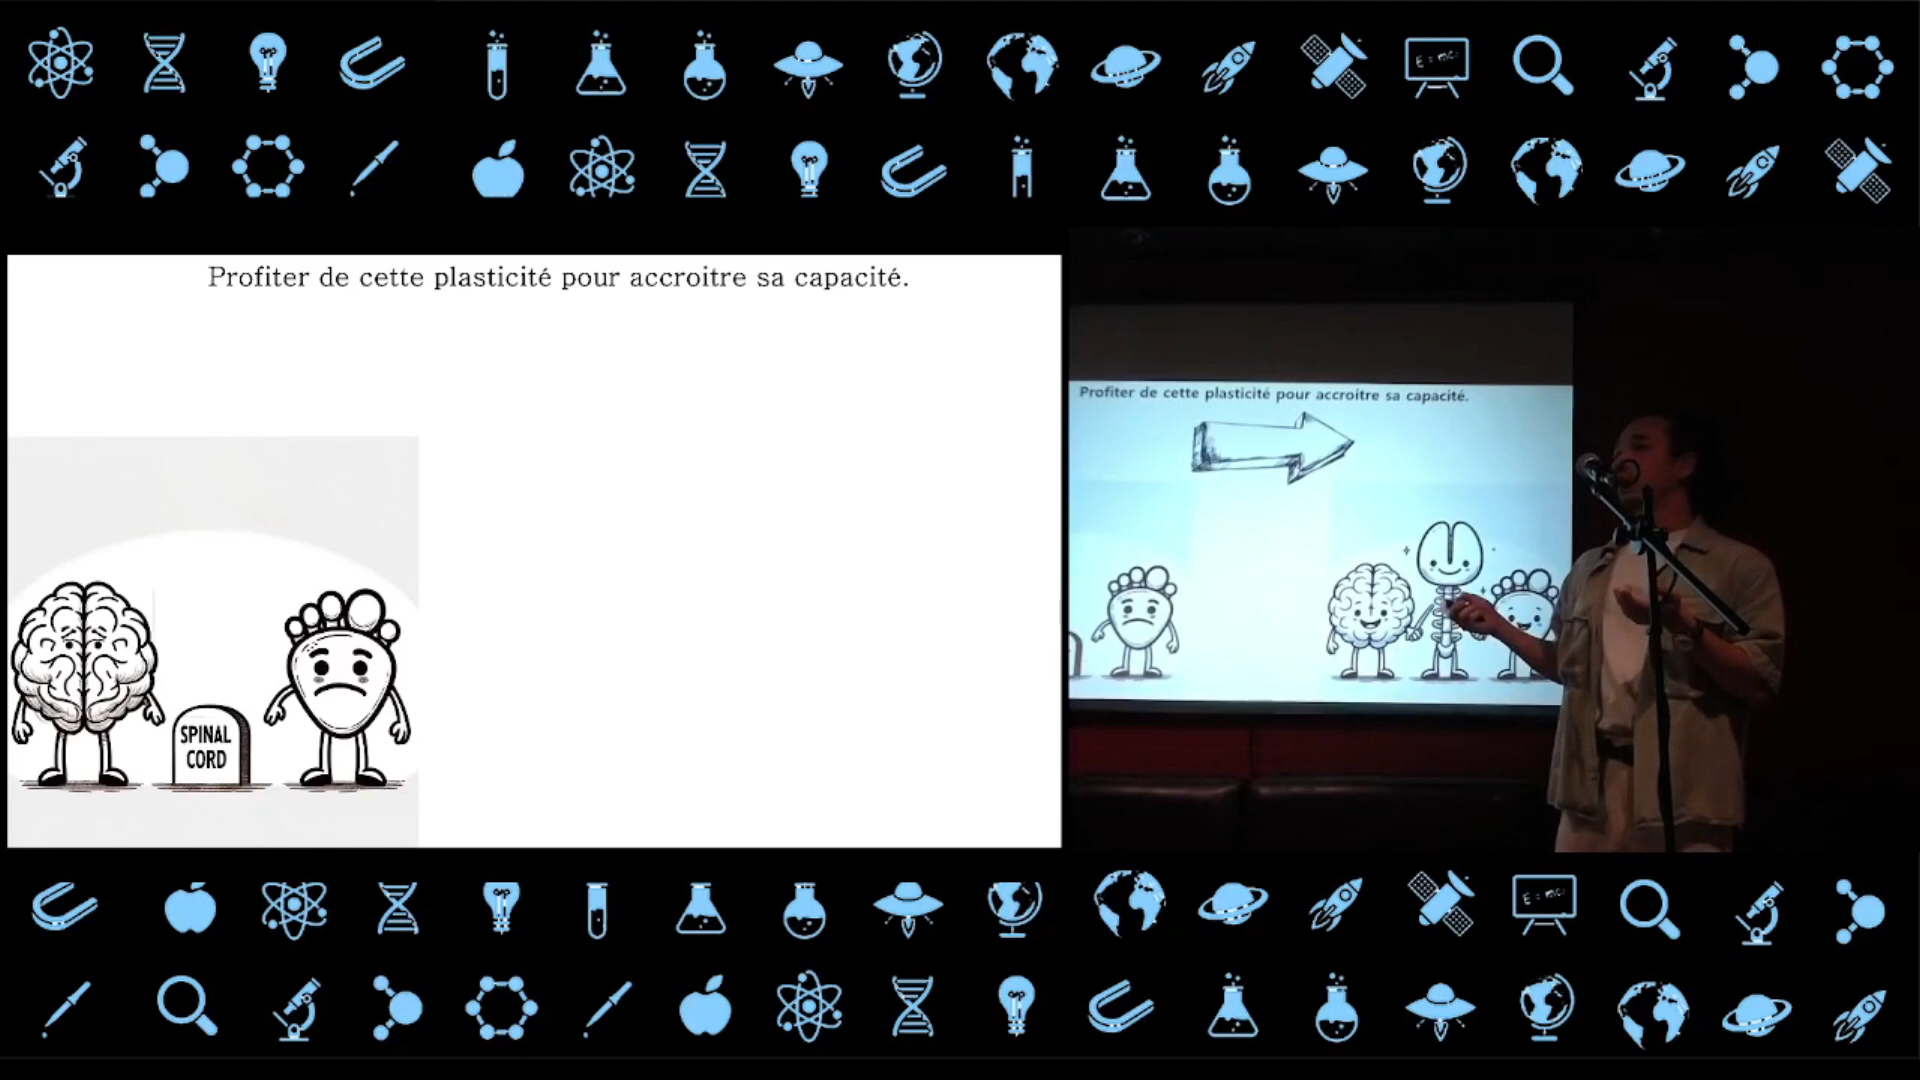 E = mc²
Profiter de cette plasticité pour accroitre sa capacité.
SPINAL
CORD
Profiter de cette plasticité pour accroitre sa capacité.
E = mc²